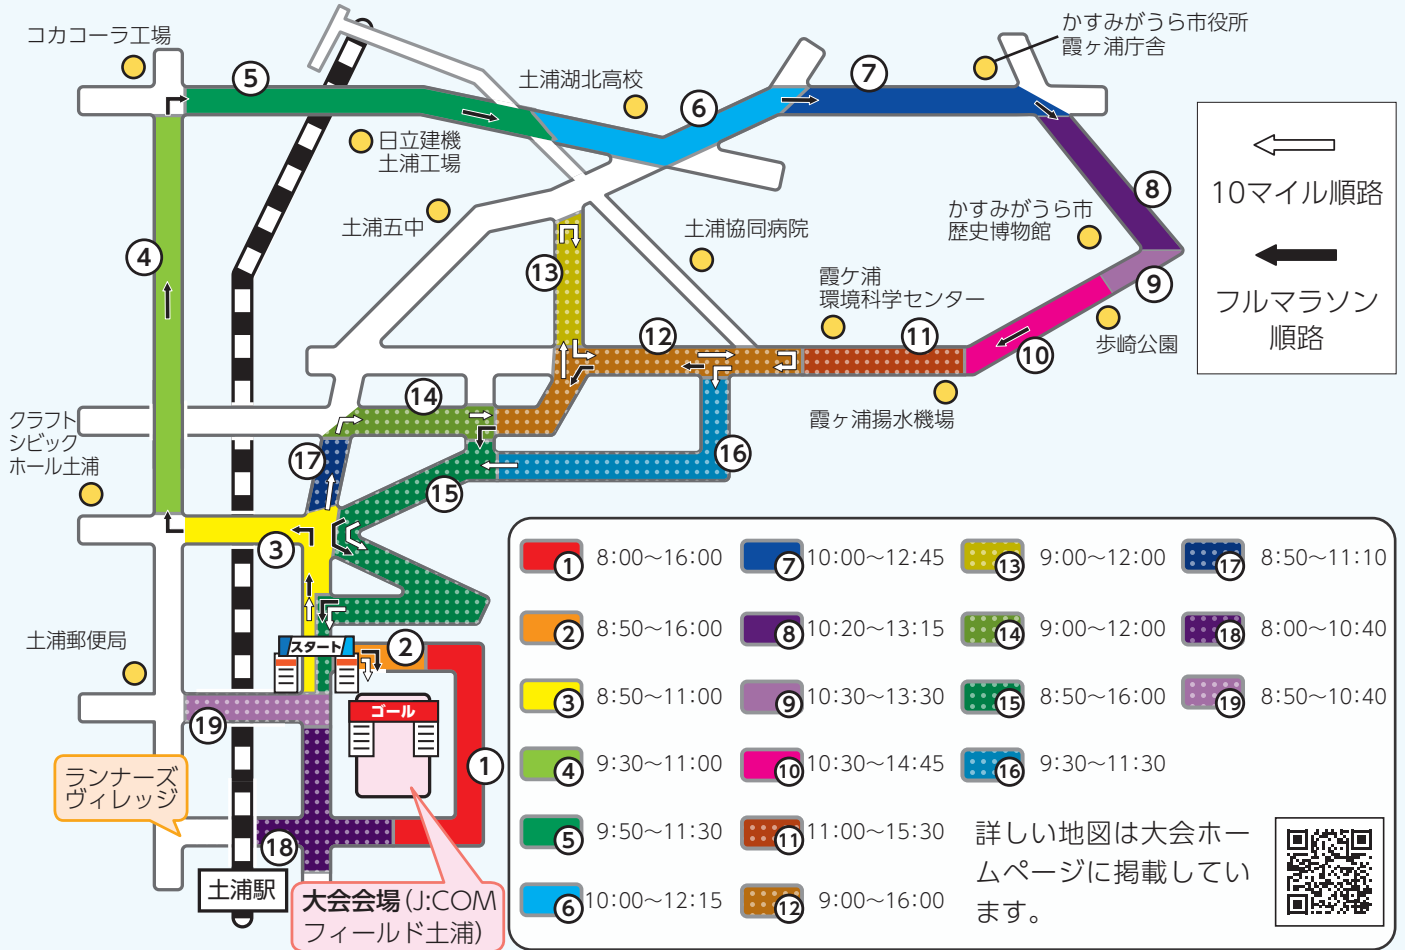 コカコーラ工場
⑤
土浦湖北高校
⑥
⑦
かすみがうら市役所
霞ヶ浦庁舎
日立建機
土浦工場
10マイル順路
フルマラソン
順路
④
土浦五中
⑬
土浦協同病院
かすみがうら市
歴史博物館
⑧
⑨
霞ケ浦
環境科学センター
歩崎公園
⑫
⑪
⑩
⑭
霞ヶ浦揚水機場
クラフト
シビック
ホール土浦
⑰
⑮
⑯
③
土浦郵便局
スタート
②
ゴール
⑲
①
ランナーズ
ヴィレッジ
⑱
土浦駅
大会会場(J:COM
フィールド土浦)
① 8:00〜16:00
② 8:50〜16:00
③ 8:50〜11:00
④ 9:30〜11:00
⑤ 9:50〜11:30
⑥ 10:00〜12:15
⑦ 10:00〜12:45
⑧ 10:20〜13:15
⑨ 10:30〜13:30
⑩ 10:30〜14:45
⑪ 11:00〜15:30
⑫ 9:00〜16:00
⑬ 9:00〜12:00
⑭ 9:00〜12:00
⑮ 8:50〜16:00
⑯ 9:30〜11:30
⑰ 8:50〜11:10
⑱ 8:00〜10:40
⑲ 8:50〜10:40
詳しい地図は大会ホー
ムページに掲載してい
ます。